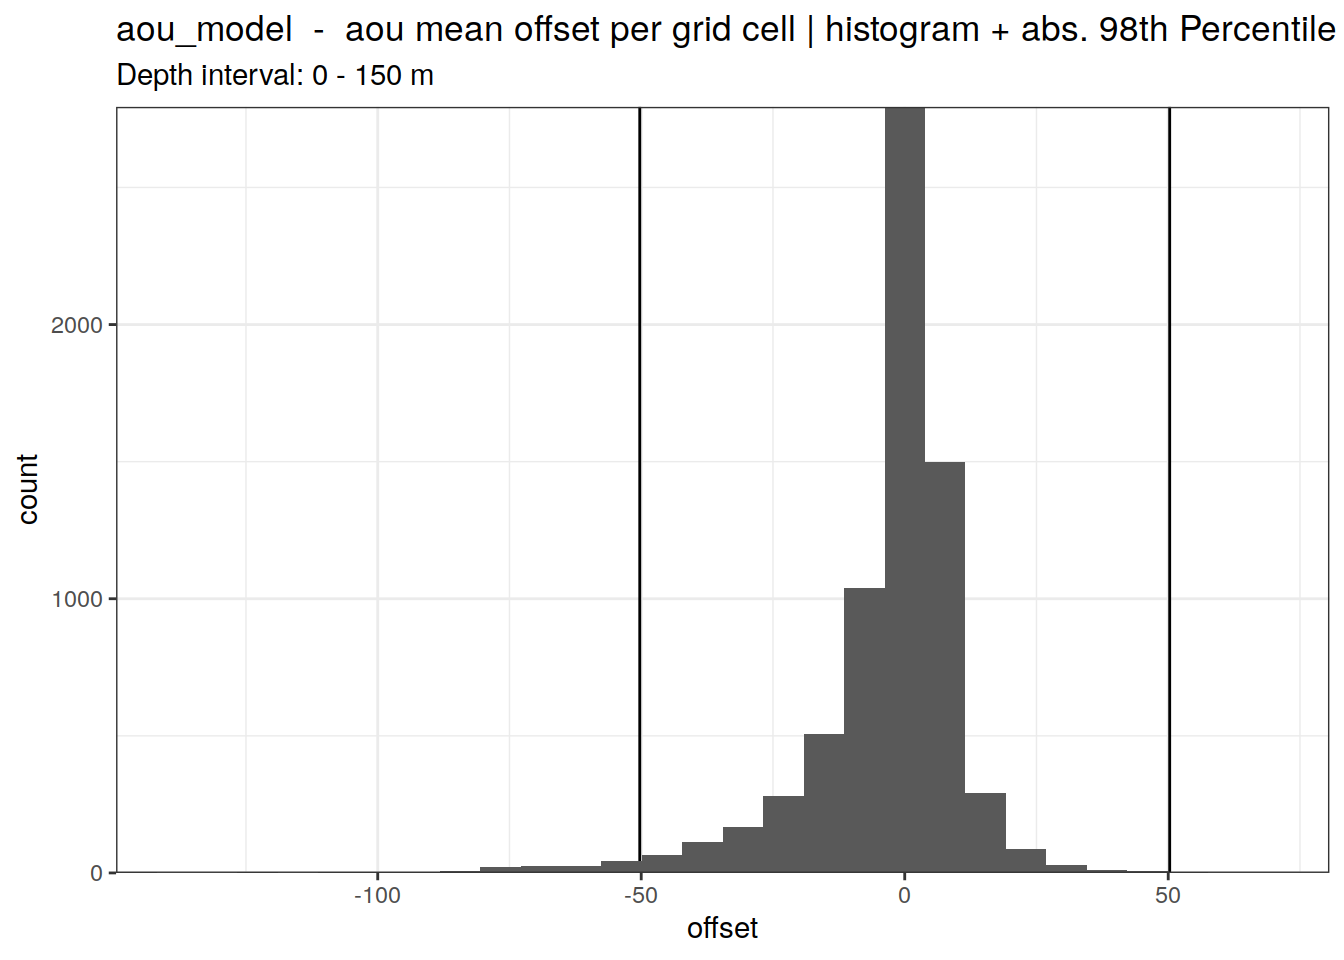 aou_model  -  aou mean offset per grid cell | histogram + abs. 98th Percentile
Depth interval: 0 - 150 m
2000
1000
0
count
-100
-50
0
50
offset